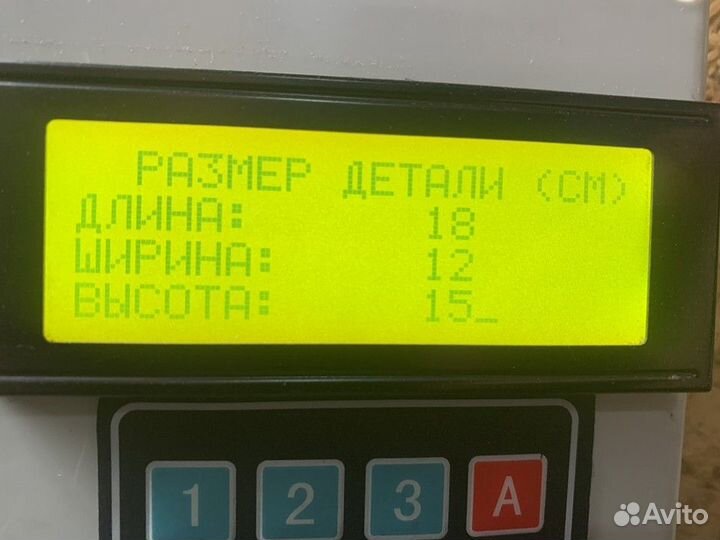 РАЗМЕР ДЕТАЛИ (СМ)
ДЛИНА: 18
ШИРИНА: 12
ВЫСОТА: 15_
1 2 3 A
Avito